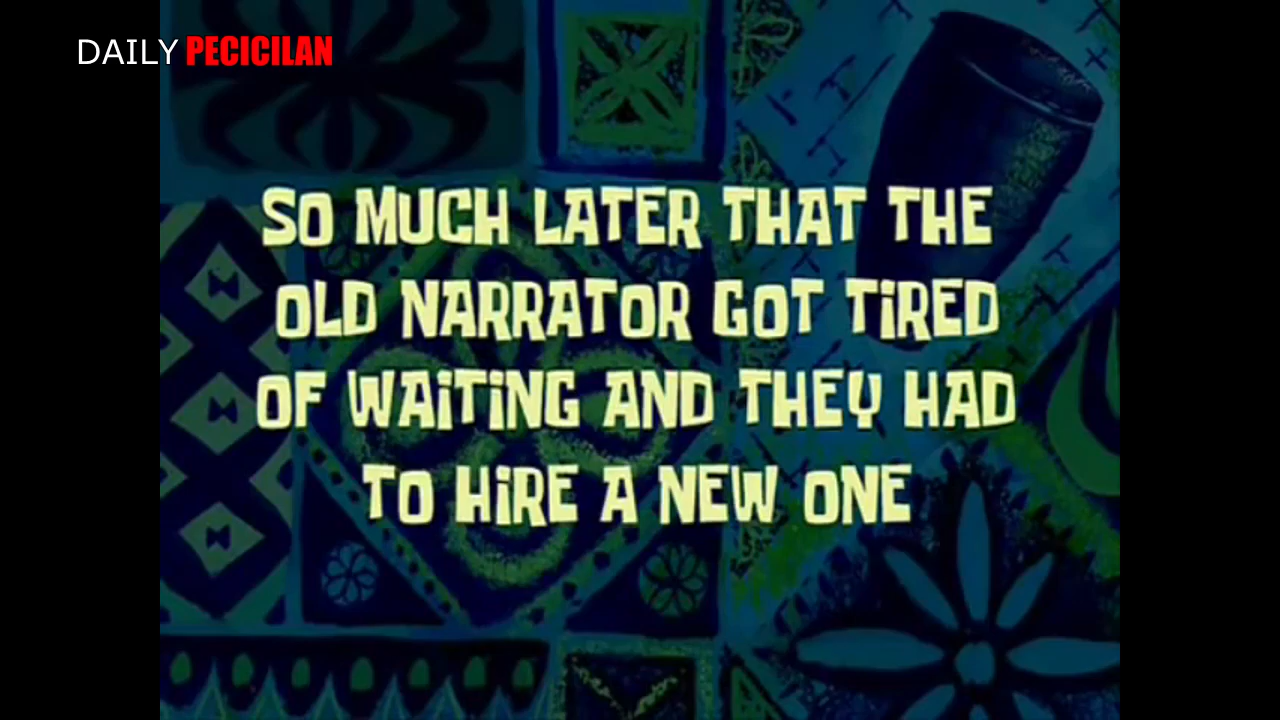 DAILY PECICILAN
SO MUCH LATER THAT THE
OLD NARRATOR GOT TiRED
OF WAiTiNG AND THEY HAD
TO HiRE A NEW ONE